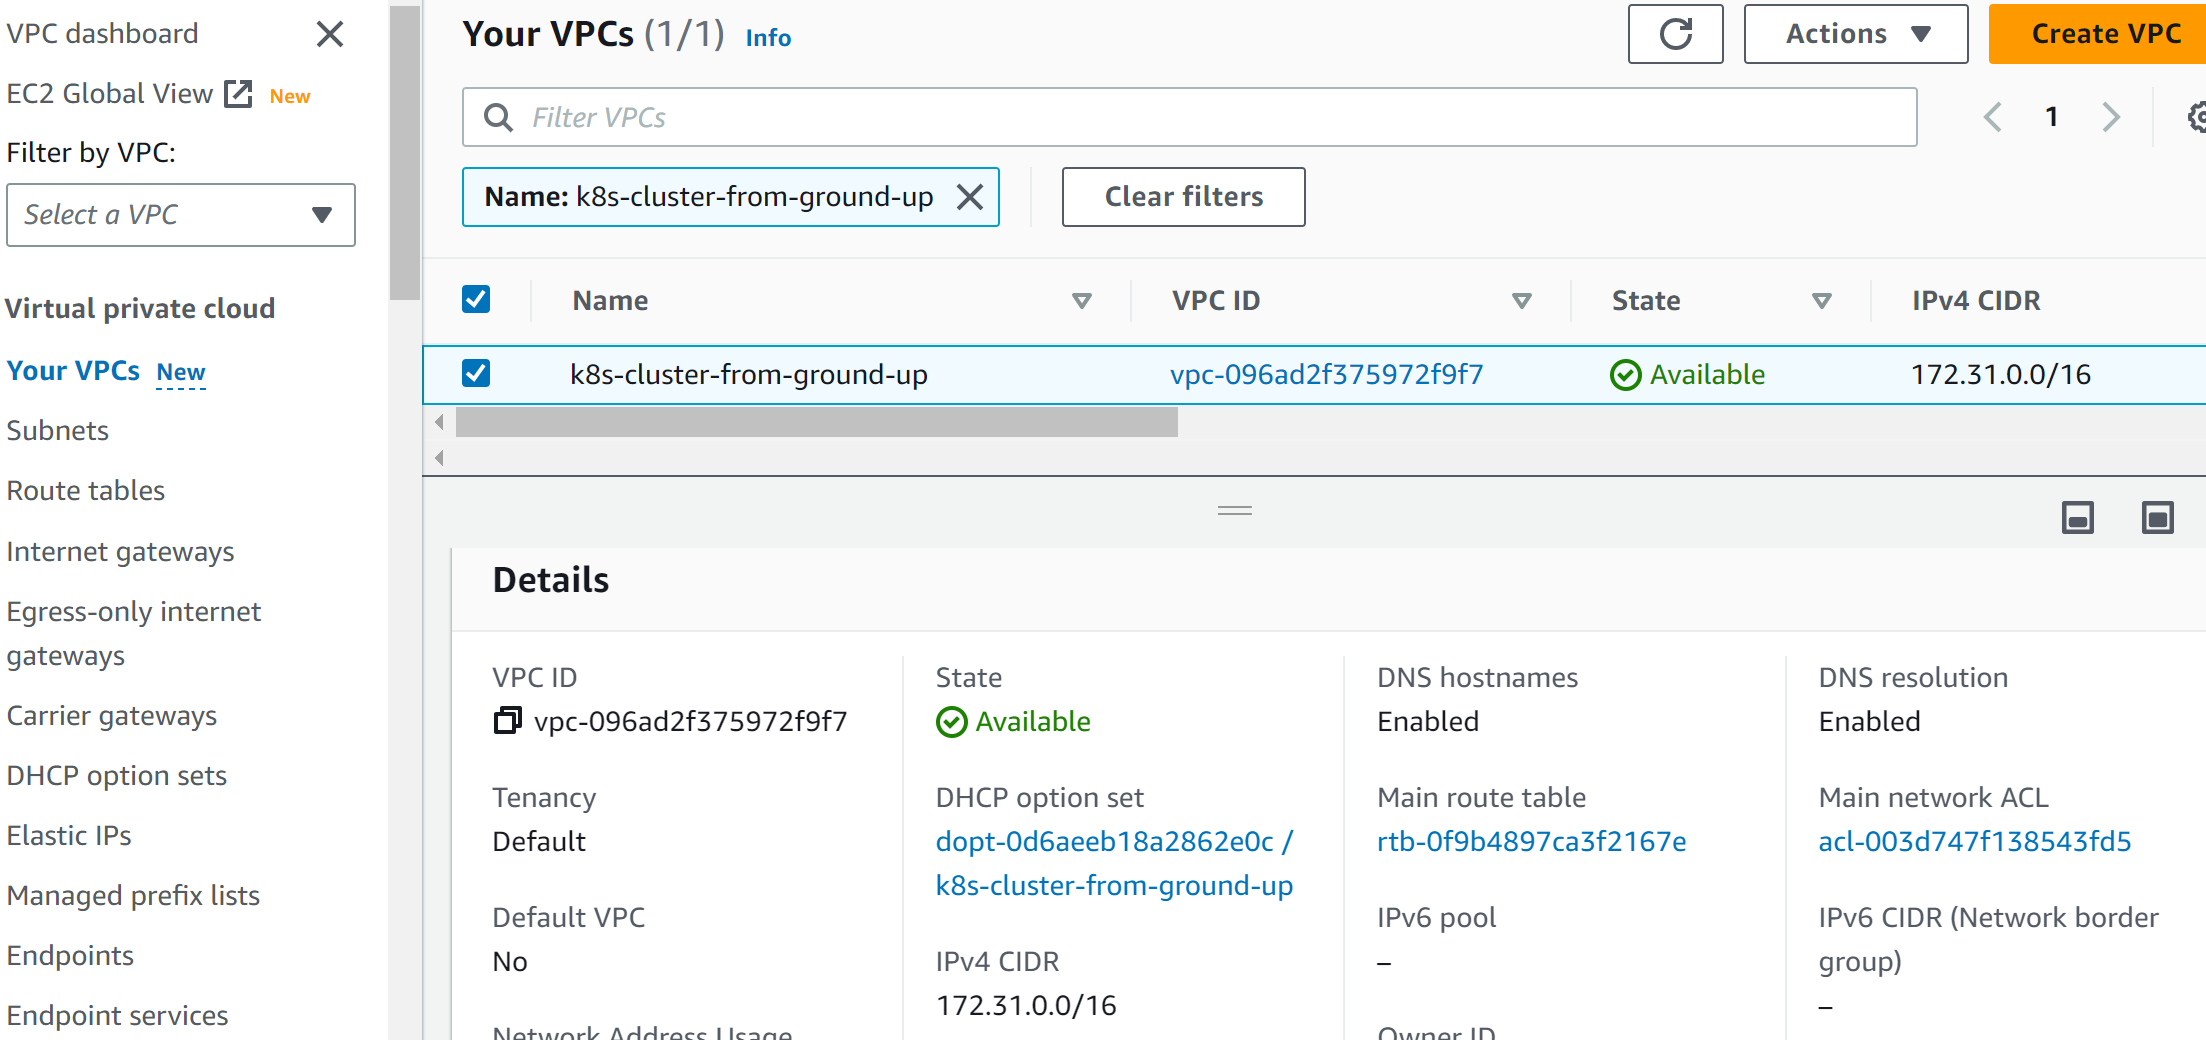 VPC dashboard
EC2 Global View New
Filter by VPC:
Select a VPC
Virtual private cloud
Your VPCs New
Subnets
Route tables
Internet gateways
Egress-only internet
gateways
Carrier gateways
DHCP option sets
Elastic IPs
Managed prefix lists
Endpoints
Endpoint services
Your VPCs (1/1) Info
Actions
Create VPC
Filter VPCs
1
Name: k8s-cluster-from-ground-up
Clear filters
Name VPC ID State IPv4 CIDR
k8s-cluster-from-ground-up vpc-096ad2f375972f9f7 Available 172.31.0.0/16
Details
VPC ID
vpc-096ad2f375972f9f7
Tenancy
Default
Default VPC
No
Network Address Usage
State
Available
DHCP option set
dopt-0d6aeeb18a2862e0c /
k8s-cluster-from-ground-up
IPv4 CIDR
172.31.0.0/16
DNS hostnames
Enabled
Main route table
rtb-0f9b4897ca3f2167e
IPv6 pool
–
Owner ID
DNS resolution
Enabled
Main network ACL
acl-003d747f138543fd5
IPv6 CIDR (Network border
group)
–